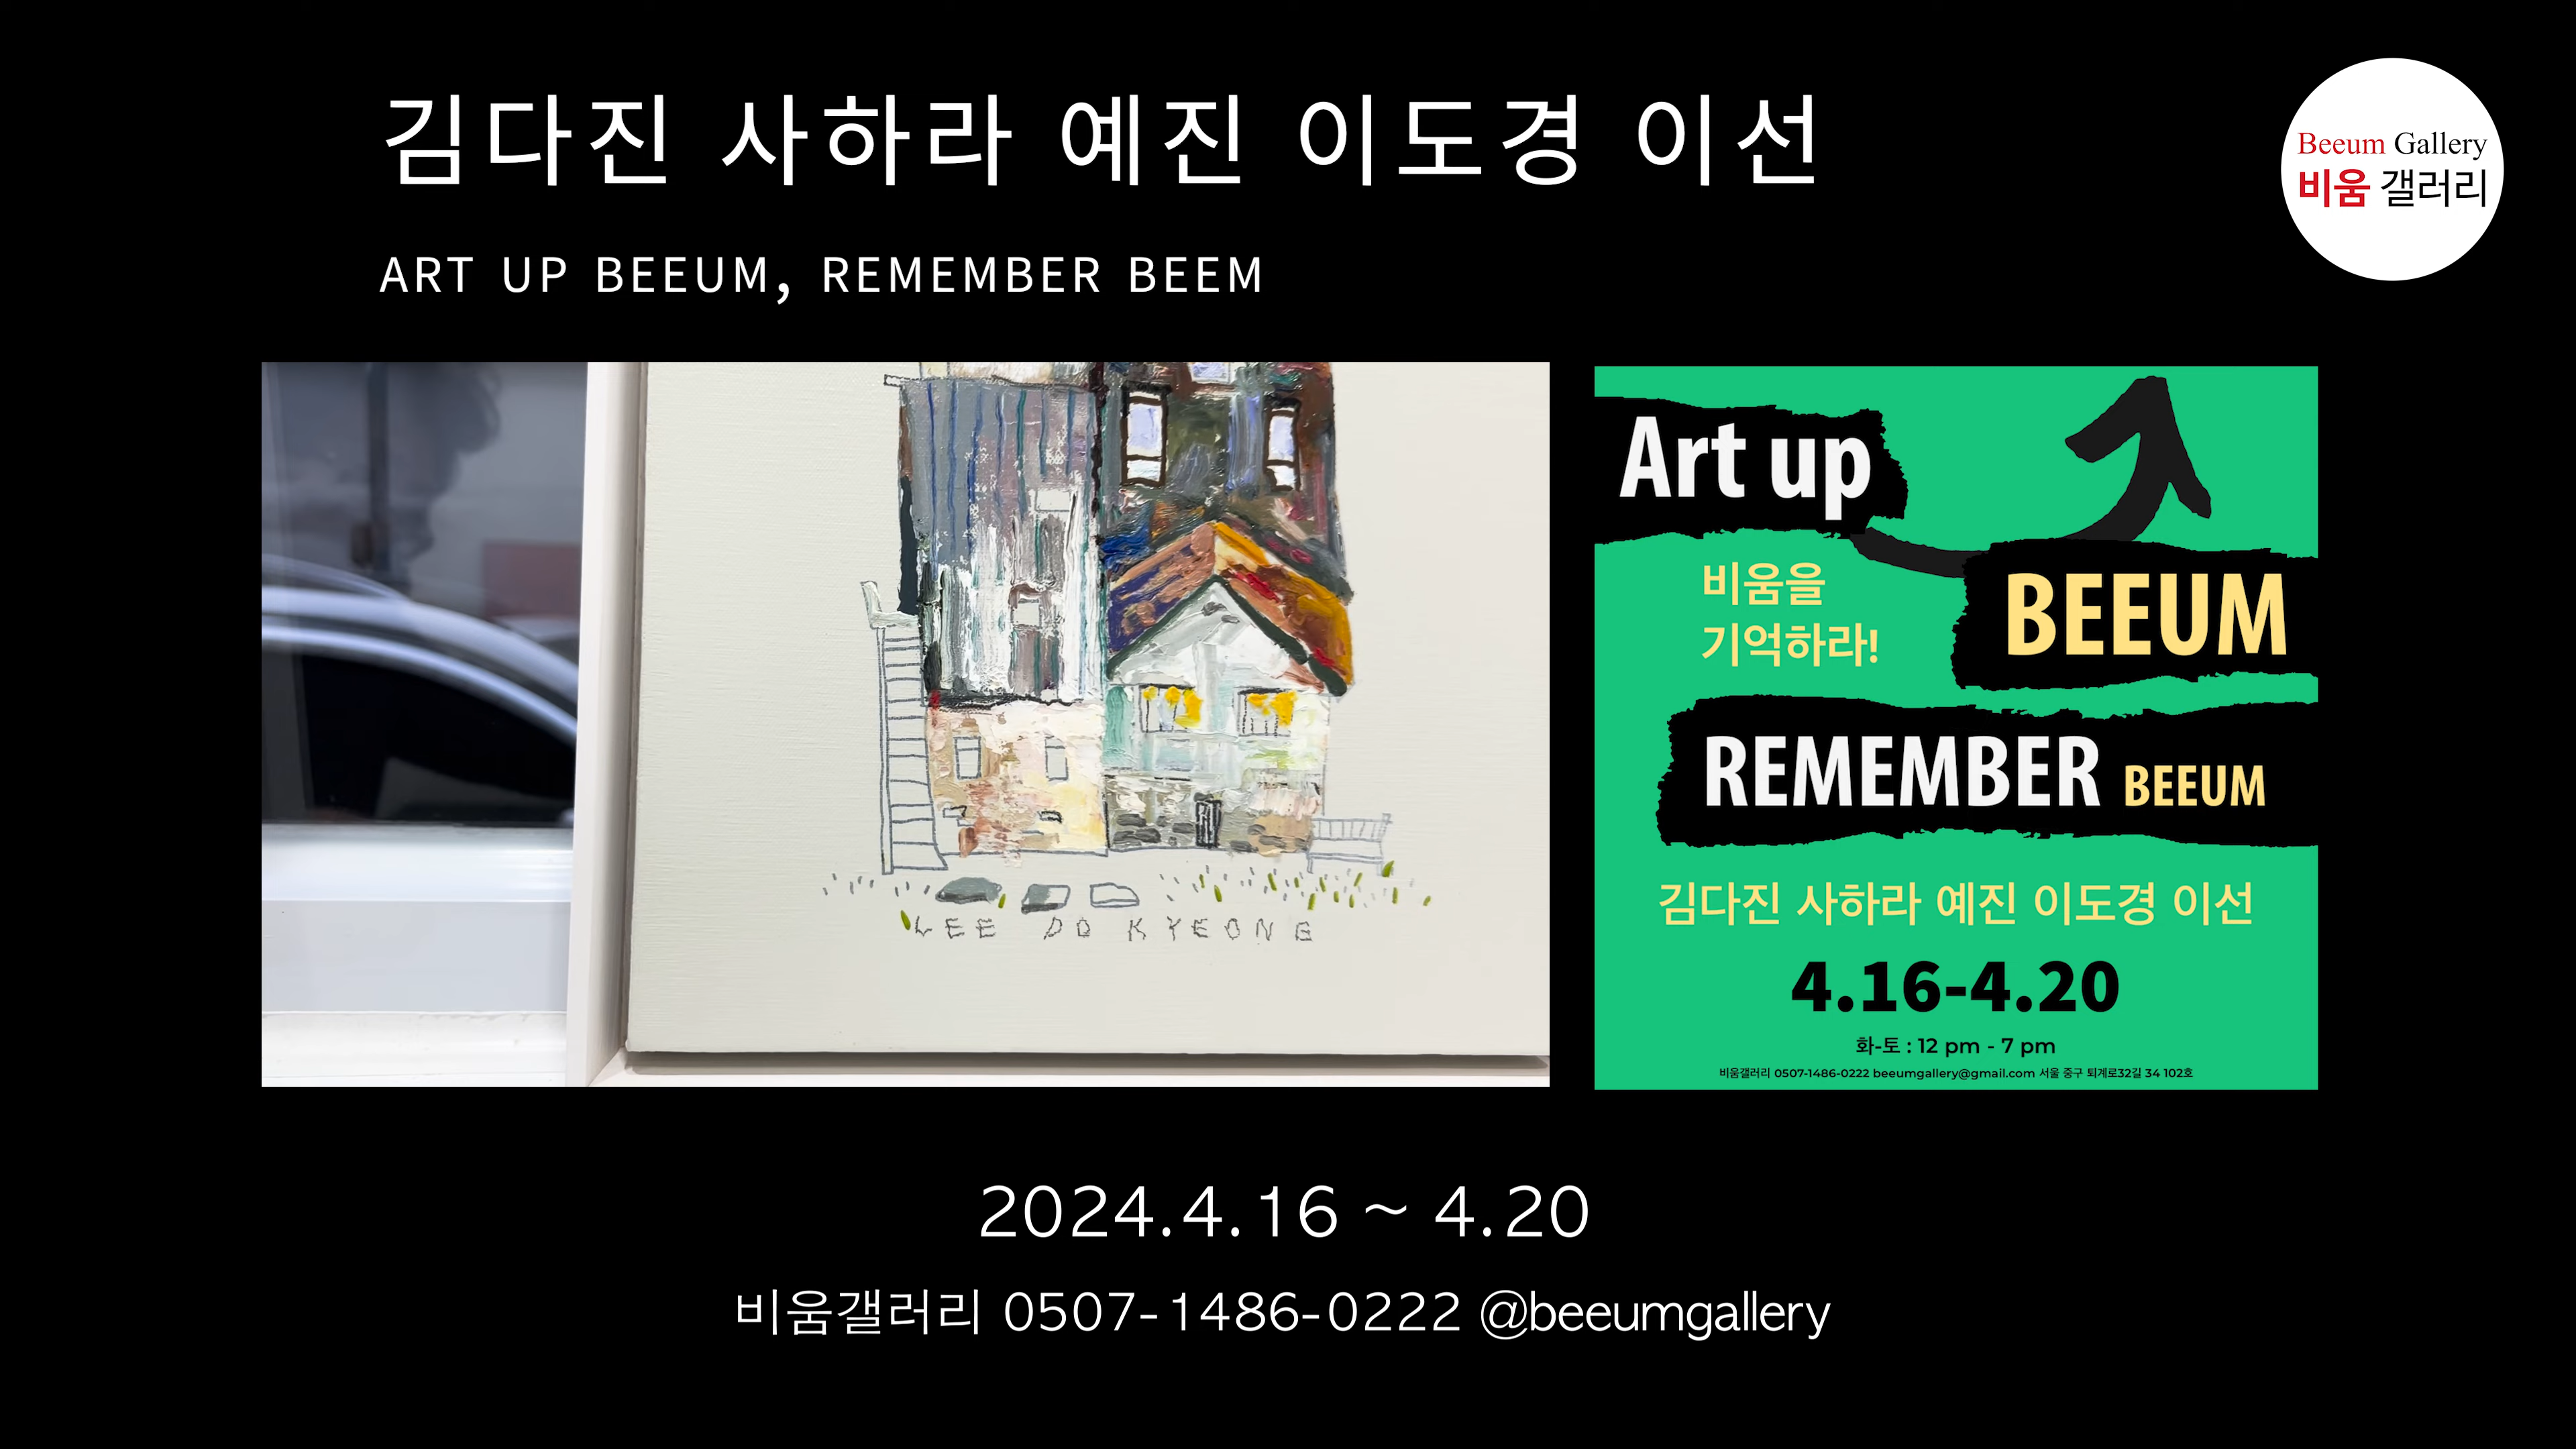 김다진 사하라 예진 이도경 이선
Beeum Gallery
비움 갤러리
ART UP BEEUM, REMEMBER BEEM
LEE DO KYEONG
Art up
비움을
기억하라!
BEEUM
REMEMBER BEEUM
김다진 사하라 예진 이도경 이선
4.16-4.20
화-토 : 12 pm - 7 pm
비움갤러리 0507-1486-0222 beeumgallery@gmail.com 서울 중구 퇴계로32길 34 102호
2024.4.16 ~ 4.20
비움갤러리 0507-1486-0222 @beeumgallery